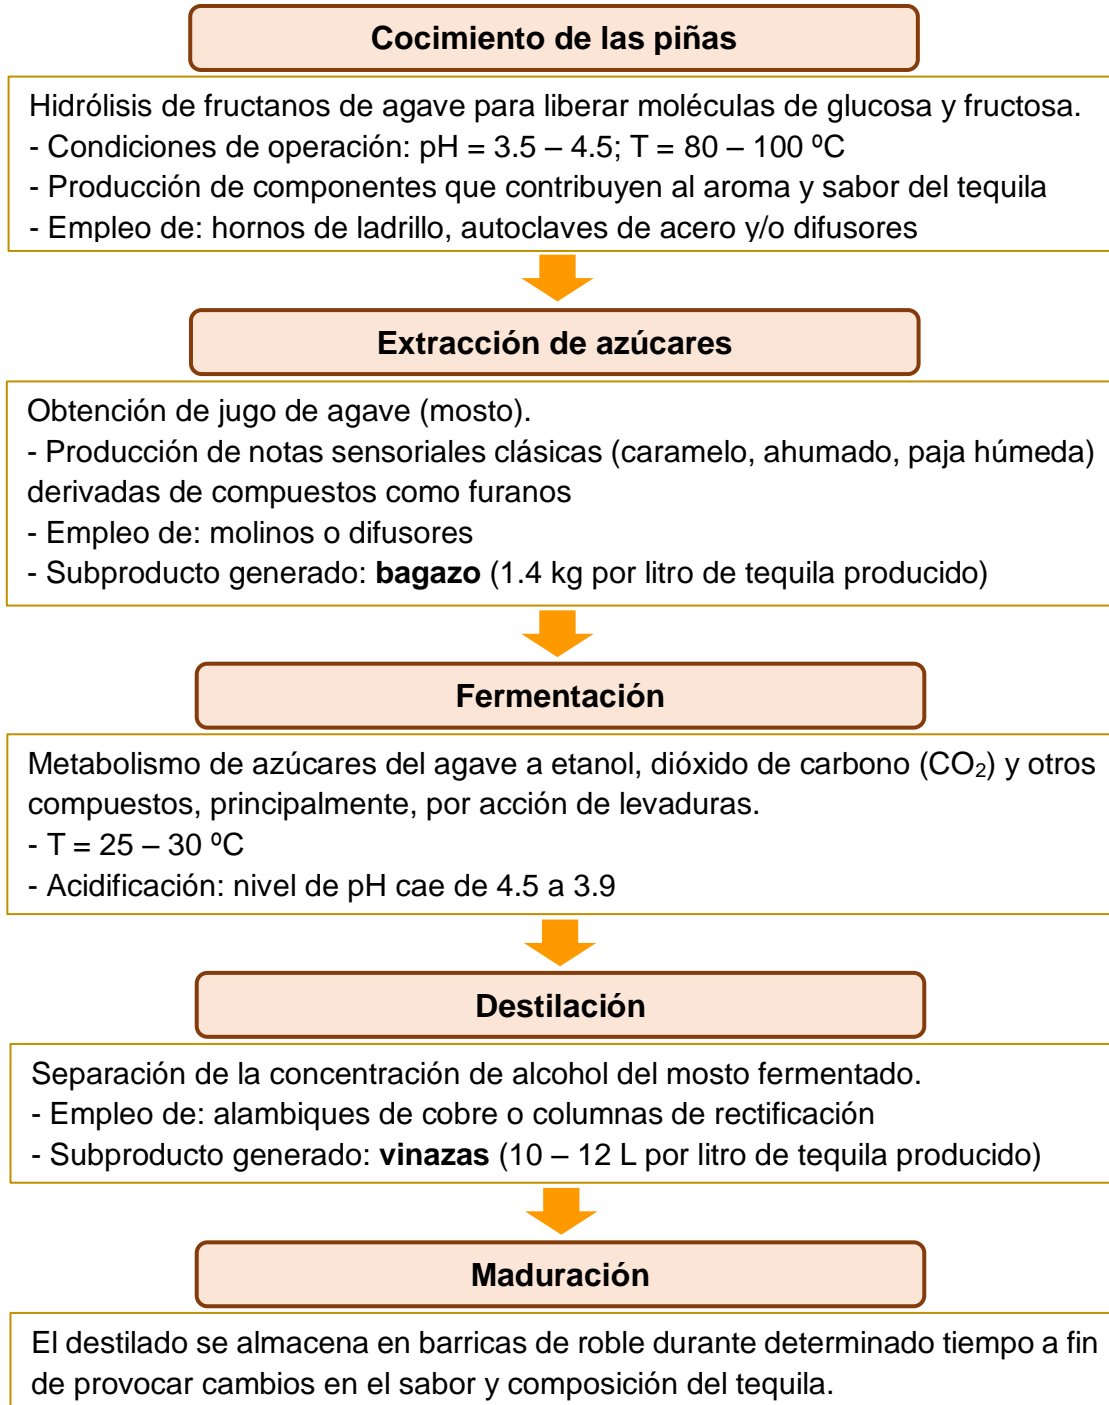 Cocimiento de las piñas
Hidrólisis de fructanos de agave para liberar moléculas de glucosa y fructosa.
- Condiciones de operación: pH = 3.5 – 4.5; T = 80 – 100 ºC
- Producción de componentes que contribuyen al aroma y sabor del tequila
- Empleo de: hornos de ladrillo, autoclaves de acero y/o difusores
Extracción de azúcares
Obtención de jugo de agave (mosto).
- Producción de notas sensoriales clásicas (caramelo, ahumado, paja húmeda)
derivadas de compuestos como furanos
- Empleo de: molinos o difusores
- Subproducto generado: bagazo (1.4 kg por litro de tequila producido)
Fermentación
Metabolismo de azúcares del agave a etanol, dióxido de carbono (CO₂) y otros
compuestos, principalmente, por acción de levaduras.
- T = 25 – 30 ºC
- Acidificación: nivel de pH cae de 4.5 a 3.9
Destilación
Separación de la concentración de alcohol del mosto fermentado.
- Empleo de: alambiques de cobre o columnas de rectificación
- Subproducto generado: vinazas (10 – 12 L por litro de tequila producido)
Maduración
El destilado se almacena en barricas de roble durante determinado tiempo a fin
de provocar cambios en el sabor y composición del tequila.